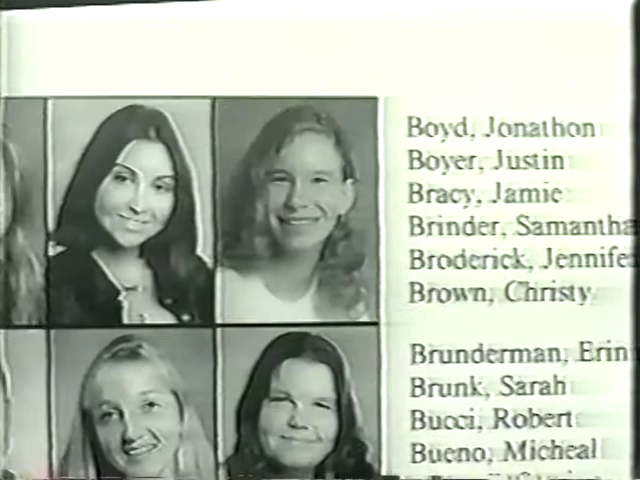 Boyd, Jonathon
Boyer, Justin
Bracy, Jamie
Brinder, Samantha
Broderick, Jennife
Brown, Christy
Brunderman, Erin
Brunk, Sarah
Bucci, Robert
Bueno, Micheal